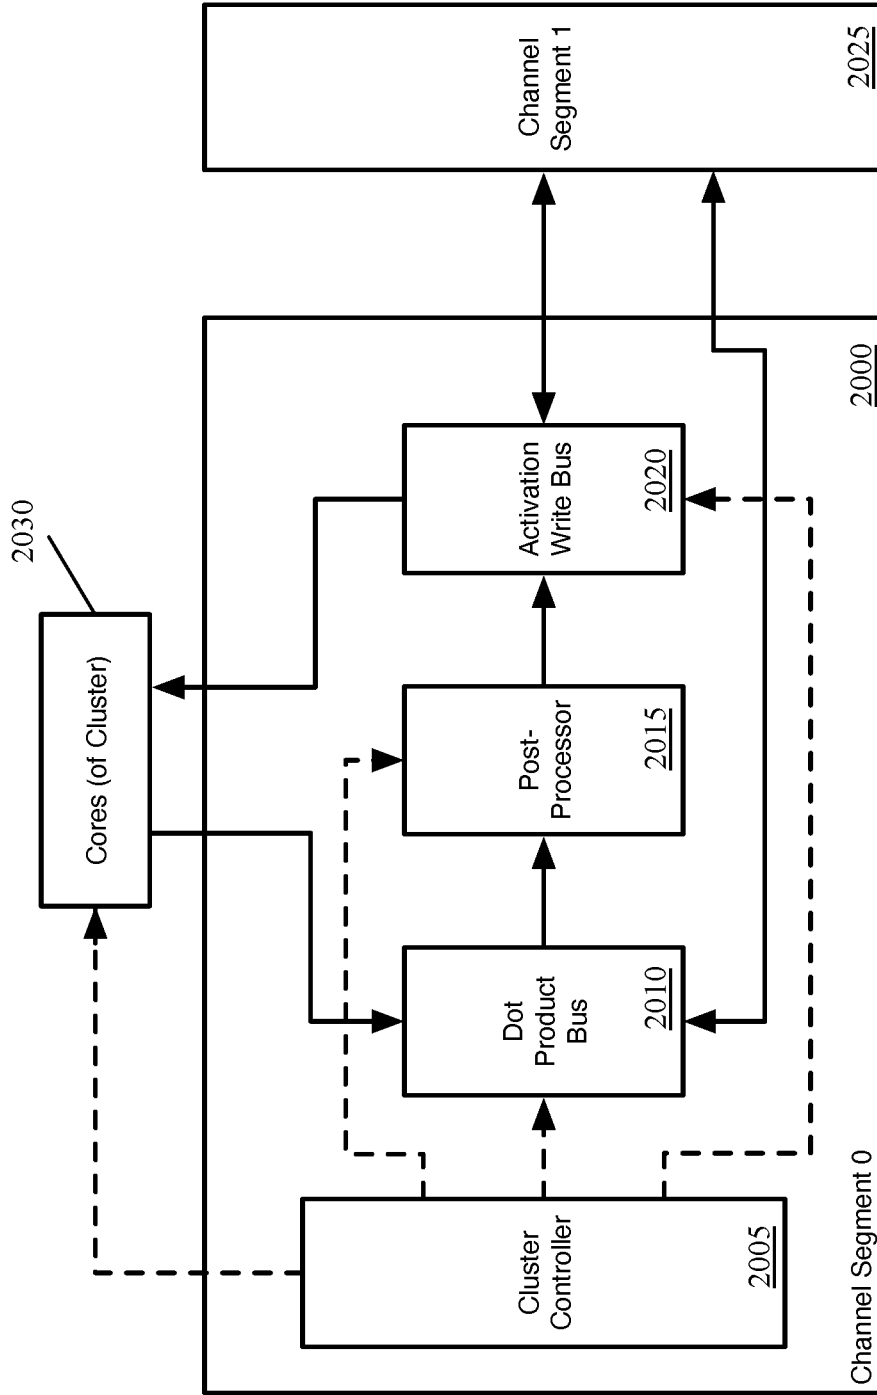 2030
Cores (of Cluster)
Cluster
Controller
2005
Dot
Product
Bus
2010
Post-
Processor
2015
Activation
Write Bus
2020
Channel
Segment 1
2025
Channel Segment 0
2000